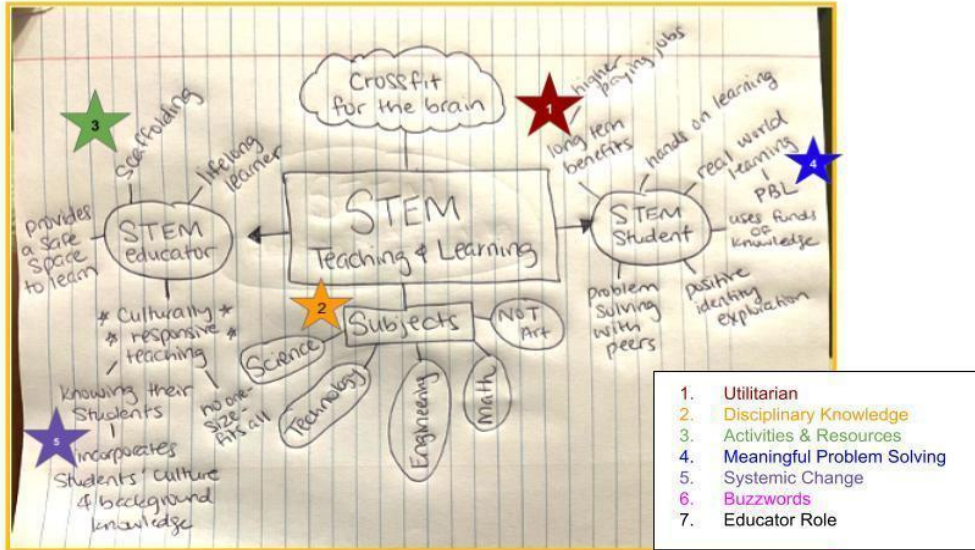 Crossfit
for the brain
STEM
Teaching & Learning
3
scaffolding
lifelong
learner
STEM
educator
provides
a safe
space
to learn
* Culturally *
* responsive *
teaching
knowing their
students
5
incorporates
students' culture
& background
knowledge
no one-
size-
fits all
2
Subjects
Science
Technology
Engineering
Math
NOT
Art
1
higher
paying jobs
long term
benefits
hands on learning
real world
learning
PBL
4
STEM
Student
uses funds
of
knowledge
positive
identity
exploration
problem
solving
with
peers
1. Utilitarian
2. Disciplinary Knowledge
3. Activities & Resources
4. Meaningful Problem Solving
5. Systemic Change
6. Buzzwords
7. Educator Role